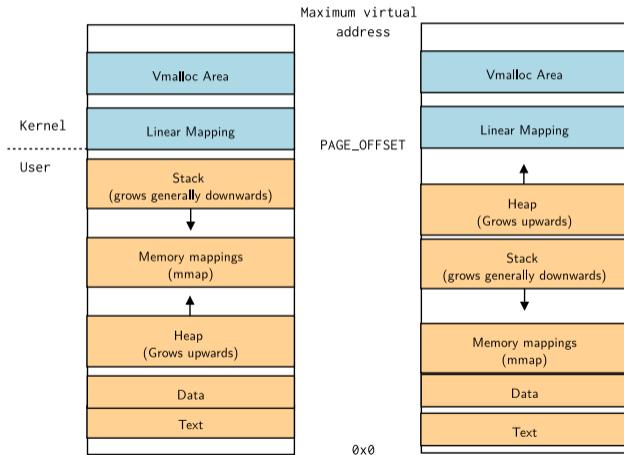 Maximum virtual
address
Vmalloc Area
Linear Mapping
Kernel
User
Stack
(grows generally downwards)
Memory mappings
(mmap)
Heap
(Grows upwards)
Data
Text
PAGE_OFFSET
0x0
Vmalloc Area
Linear Mapping
Heap
(Grows upwards)
Stack
(grows generally downwards)
Memory mappings
(mmap)
Data
Text